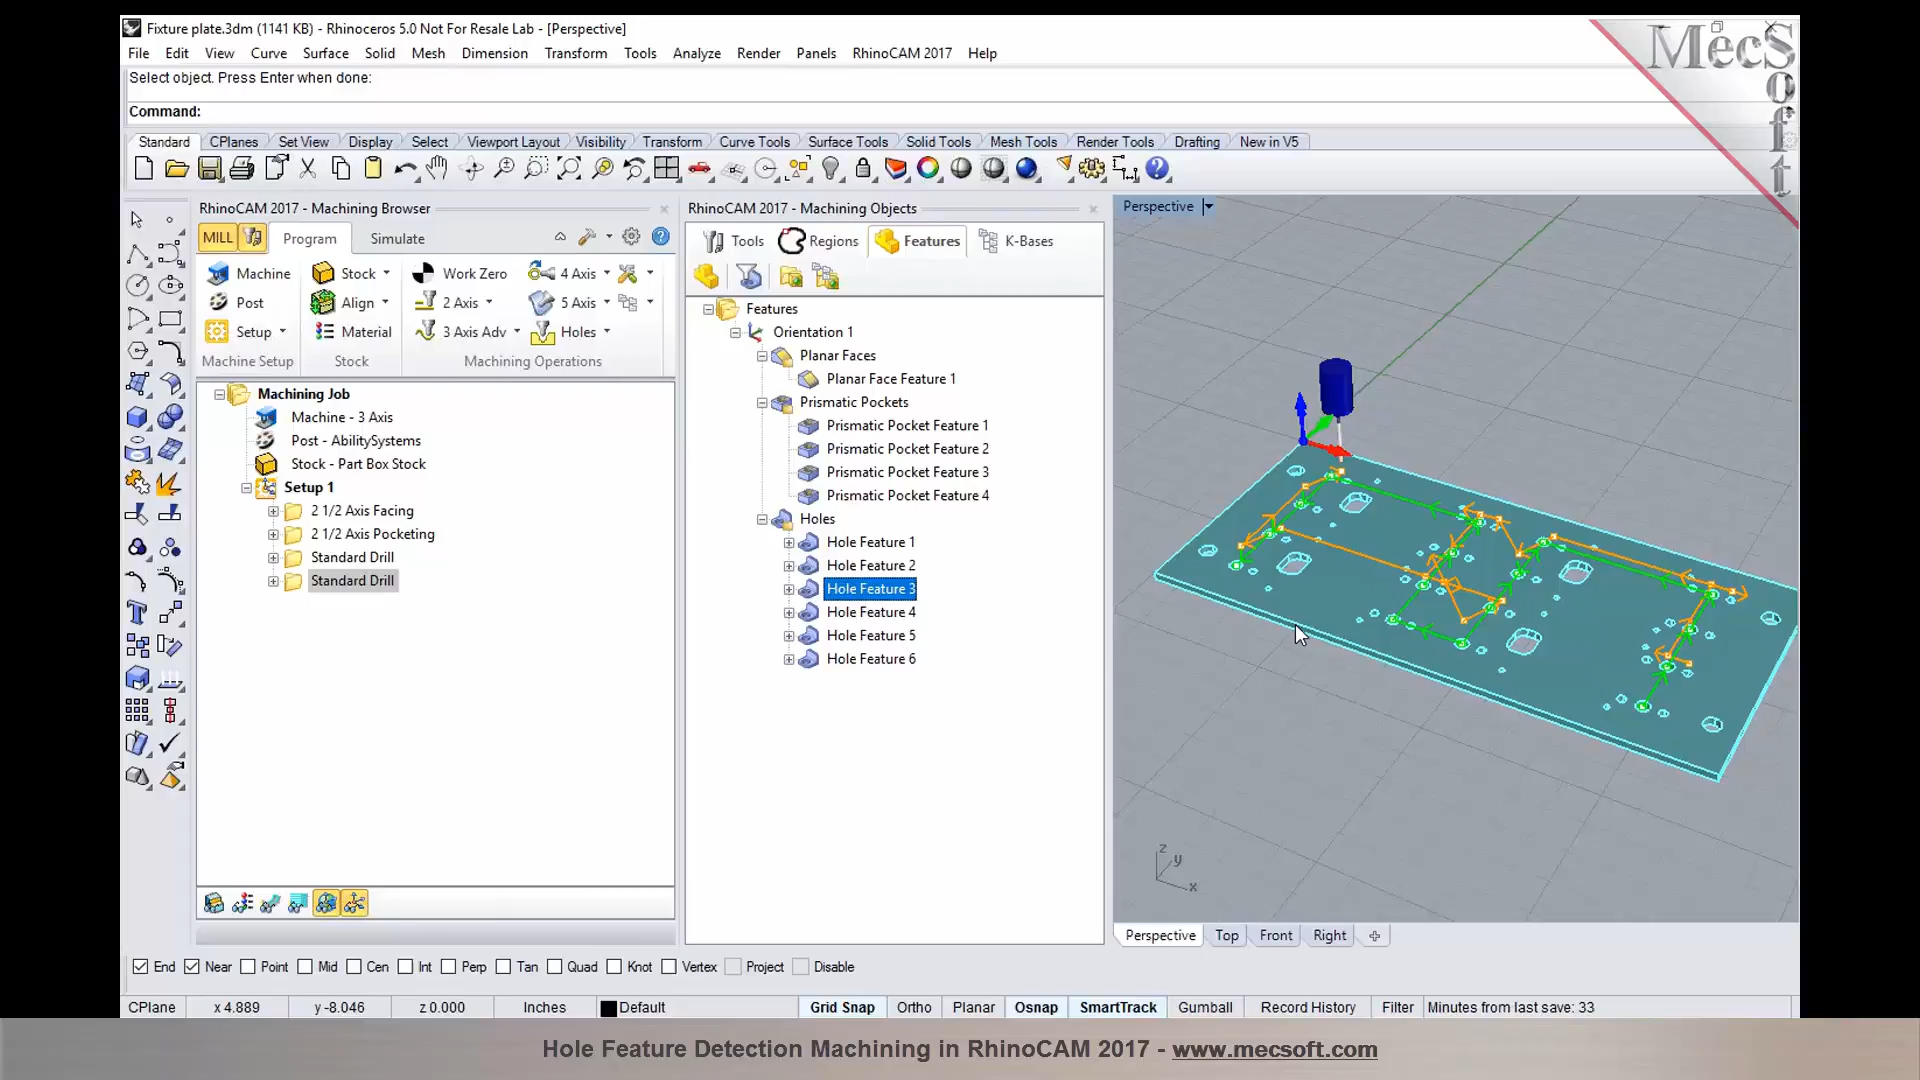 Fixture plate.3dm (1141 KB) - Rhinoceros 5.0 Not For Resale Lab - [Perspective]
File Edit View Curve Surface Solid Mesh Dimension Transform Tools Analyze Render Panels RhinoCAM 2017 Help
MecSoft
Select object. Press Enter when done:
Command:
Standard CPlanes Set View Display Select Viewport Layout Visibility Transform Curve Tools Surface Tools Solid Tools Mesh Tools Render Tools Drafting New in V5
RhinoCAM 2017 - Machining Browser
MILL Program Simulate
Machine Stock Work Zero 4 Axis
Post Align 2 Axis 5 Axis
Setup Material 3 Axis Adv Holes
Machine Setup Stock Machining Operations
Machining Job
Machine - 3 Axis
Post - AbilitySystems
Stock - Part Box Stock
Setup 1
2 1/2 Axis Facing
2 1/2 Axis Pocketing
Standard Drill
Standard Drill
RhinoCAM 2017 - Machining Objects
Tools Regions Features K-Bases
Features
Orientation 1
Planar Faces
Planar Face Feature 1
Prismatic Pockets
Prismatic Pocket Feature 1
Prismatic Pocket Feature 2
Prismatic Pocket Feature 3
Prismatic Pocket Feature 4
Holes
Hole Feature 1
Hole Feature 2
Hole Feature 3
Hole Feature 4
Hole Feature 5
Hole Feature 6
Perspective
z
y
x
Perspective Top Front Right
End Near Point Mid Cen Int Perp Tan Quad Knot Vertex Project Disable
CPlane x 4.889 y -8.046 z 0.000 Inches Default Grid Snap Ortho Planar Osnap SmartTrack Gumball Record History Filter Minutes from last save: 33
Hole Feature Detection Machining in RhinoCAM 2017 - www.mecsoft.com